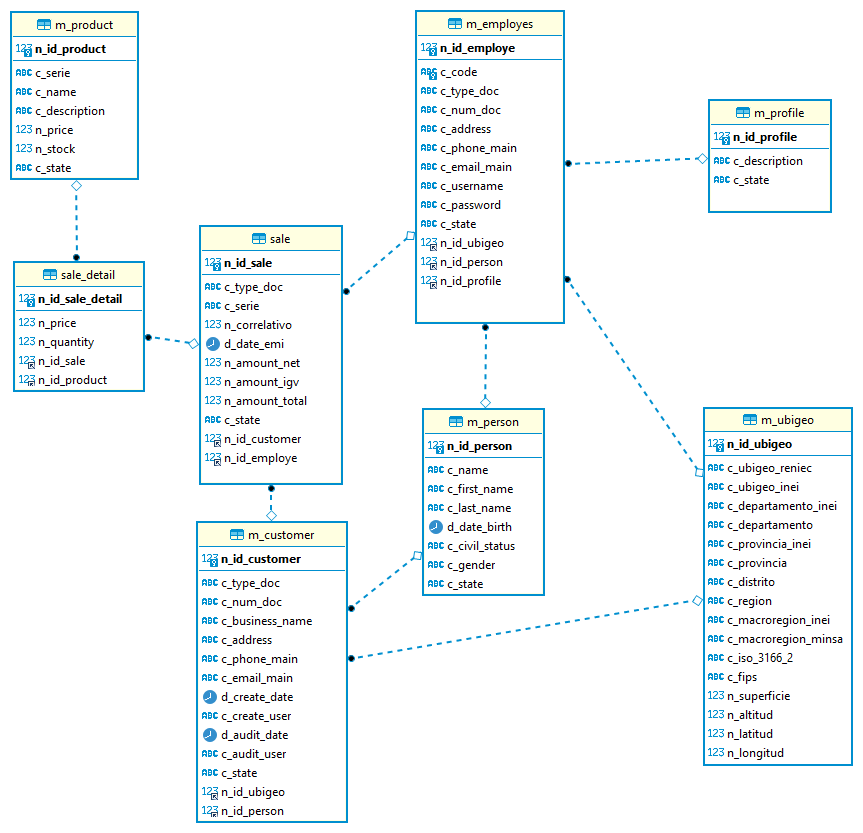 m_product
123 n_id_product
ABC c_serie
ABC c_name
ABC c_description
123 n_price
123 n_stock
ABC c_state
m_employes
123 n_id_employe
ABC c_code
ABC c_type_doc
ABC c_num_doc
ABC c_address
ABC c_phone_main
ABC c_email_main
ABC c_username
ABC c_password
ABC c_state
123 n_id_ubigeo
123 n_id_person
123 n_id_profile
m_profile
123 n_id_profile
ABC c_description
ABC c_state
sale_detail
123 n_id_sale_detail
123 n_price
123 n_quantity
123 n_id_sale
123 n_id_product
sale
123 n_id_sale
ABC c_type_doc
ABC c_serie
123 n_correlativo
d_date_emi
123 n_amount_net
123 n_amount_igv
123 n_amount_total
ABC c_state
123 n_id_customer
123 n_id_employe
m_person
123 n_id_person
ABC c_name
ABC c_first_name
ABC c_last_name
d_date_birth
ABC c_civil_status
ABC c_gender
ABC c_state
m_ubigeo
123 n_id_ubigeo
ABC c_ubigeo_reniec
ABC c_ubigeo_inei
ABC c_departamento_inei
ABC c_departamento
ABC c_provincia_inei
ABC c_provincia
ABC c_distrito
ABC c_region
ABC c_macroregion_inei
ABC c_macroregion_minsa
ABC c_iso_3166_2
ABC c_fips
123 n_superficie
123 n_altitud
123 n_latitud
123 n_longitud
m_customer
123 n_id_customer
ABC c_type_doc
ABC c_num_doc
ABC c_business_name
ABC c_address
ABC c_phone_main
ABC c_email_main
d_create_date
ABC c_create_user
d_audit_date
ABC c_audit_user
ABC c_state
123 n_id_ubigeo
123 n_id_person